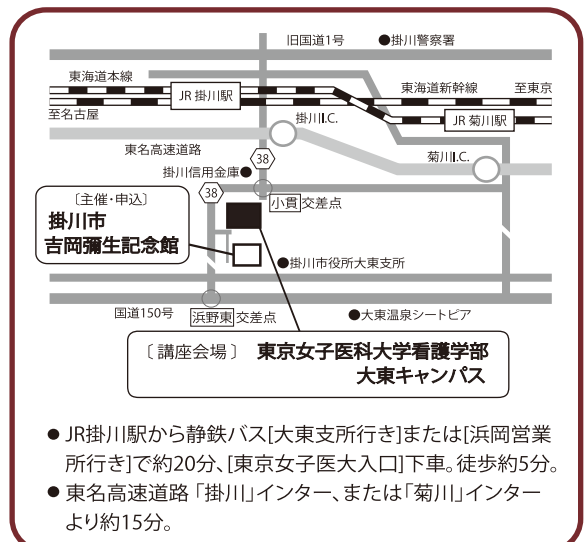 旧国道1号
●掛川警察署
東海道本線
JR 掛川駅
東海道新幹線
至東京
至名古屋
JR 菊川駅
掛川I.C.
東名高速道路
38
菊川I.C.
掛川信用金庫●
38
小貫交差点
〔主催・申込〕
掛川市
吉岡彌生記念館
●掛川市役所大東支所
国道150号
浜野東交差点
●大東温泉シートピア
〔講座会場〕 東京女子医科大学看護学部
大東キャンパス
● JR掛川駅から静鉄バス[大東支所行き]または[浜岡営業
所行き]で約20分、[東京女子医大入口]下車。徒歩約5分。
● 東名高速道路「掛川」インター、または「菊川」インター
より約15分。